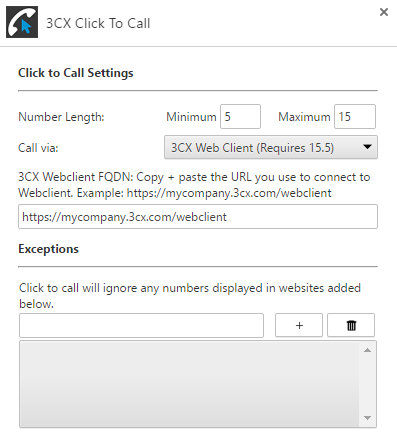 3CX Click To Call
Click to Call Settings
Number Length: Minimum 5 Maximum 15
Call via: 3CX Web Client (Requires 15.5)
3CX Webclient FQDN: Copy + paste the URL you use to connect to
Webclient. Example: https://mycompany.3cx.com/webclient
https://mycompany.3cx.com/webclient
Exceptions
Click to call will ignore any numbers displayed in websites added
below.
+